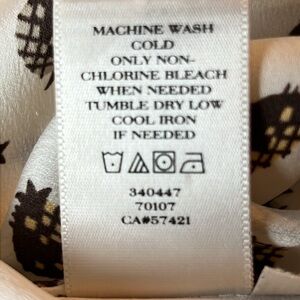 MACHINE WASH
COLD
ONLY NON-
CHLORINE BLEACH
WHEN NEEDED
TUMBLE DRY LOW
COOL IRON
IF NEEDED
340447
70107
CA#57421